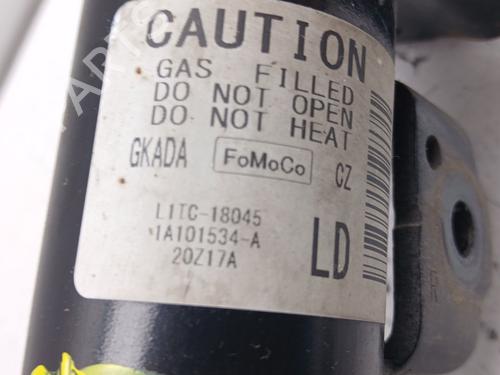 CAUTION
GAS FILLED
DO NOT OPEN
DO NOT HEAT
GKADA FoMoCo CZ
L1TC-18045
1A101534-A
20Z17A
LD